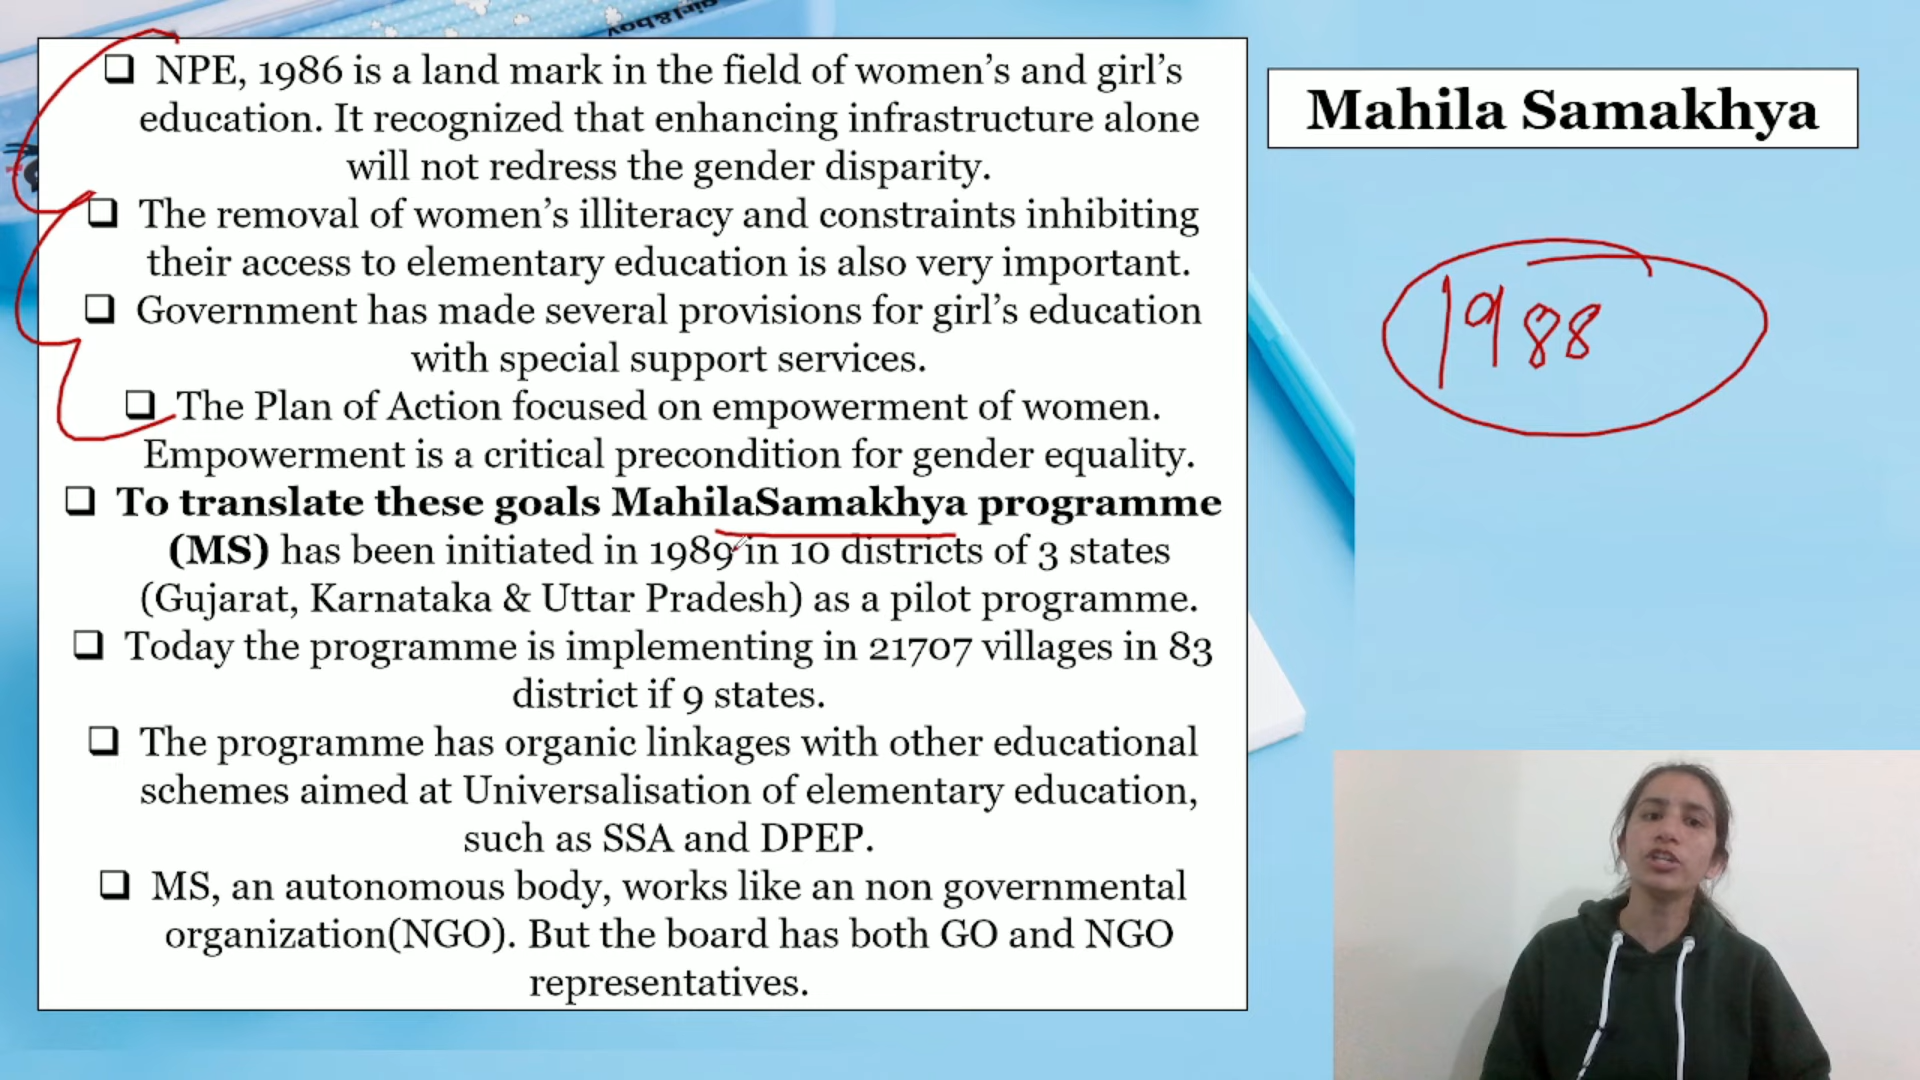 girl&boy
❑ NPE, 1986 is a land mark in the field of women’s and girl’s
education. It recognized that enhancing infrastructure alone
will not redress the gender disparity.
❑ The removal of women’s illiteracy and constraints inhibiting
their access to elementary education is also very important.
❑ Government has made several provisions for girl’s education
with special support services.
❑ The Plan of Action focused on empowerment of women.
Empowerment is a critical precondition for gender equality.
❑ To translate these goals MahilaSamakhya programme
(MS) has been initiated in 1989 in 10 districts of 3 states
(Gujarat, Karnataka & Uttar Pradesh) as a pilot programme.
❑ Today the programme is implementing in 21707 villages in 83
district if 9 states.
❑ The programme has organic linkages with other educational
schemes aimed at Universalisation of elementary education,
such as SSA and DPEP.
❑ MS, an autonomous body, works like an non governmental
organization(NGO). But the board has both GO and NGO
representatives.
Mahila Samakhya
1988